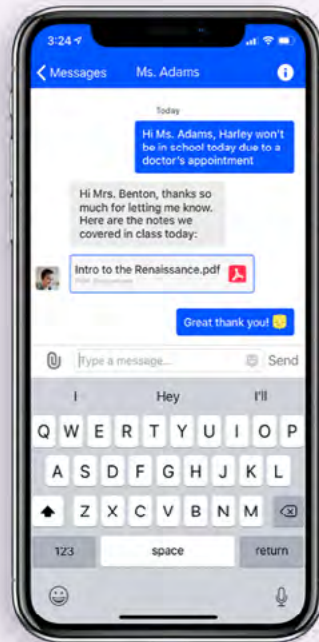 3:24
Messages
Ms. Adams
Today
Hi Ms. Adams, Harley won't
be in school today due to a
doctor's appointment
Hi Mrs. Benton, thanks so
much for letting me know.
Here are the notes we
covered in class today:
Intro to the Renaissance.pdf
Great thank you!
Type a message...
Send
I
Hey
I'll
Q W E R T Y U I O P
A S D F G H J K L
Z X C V B N M
123
space
return